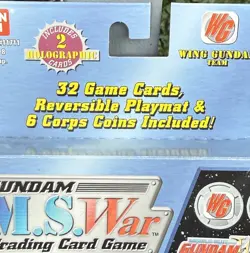 INCLUDES
2
HOLOGRAPHIC
CARDS
WG
WING GUNDAM
TEAM
32 Game Cards,
Reversible Playmat &
6 Corps Coins Included!
GUNDAM
M.S.War
Trading Card Game
WG
GUNDAM